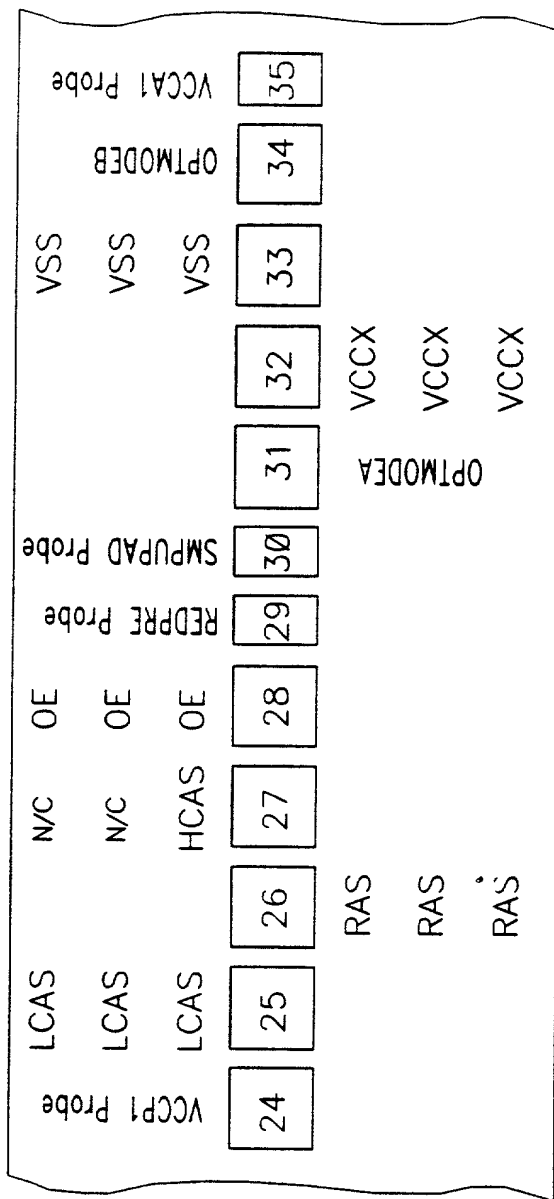 VCCA1 Probe
35
OPTMODEB
34
VSS
VSS
VSS
33
32
VCCX
VCCX
VCCX
31
OPTMODEA
SMPUPAD Probe
30
REDPRE Probe
29
OE
OE
OE
28
N/C
N/C
HCAS
27
26
RAS
RAS
RAS
LCAS
LCAS
LCAS
25
VCCP1 Probe
24